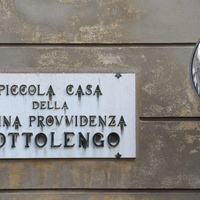 PICCOLA CASA
DELLA
INA PROVVIDENZA
OTTOLENGO